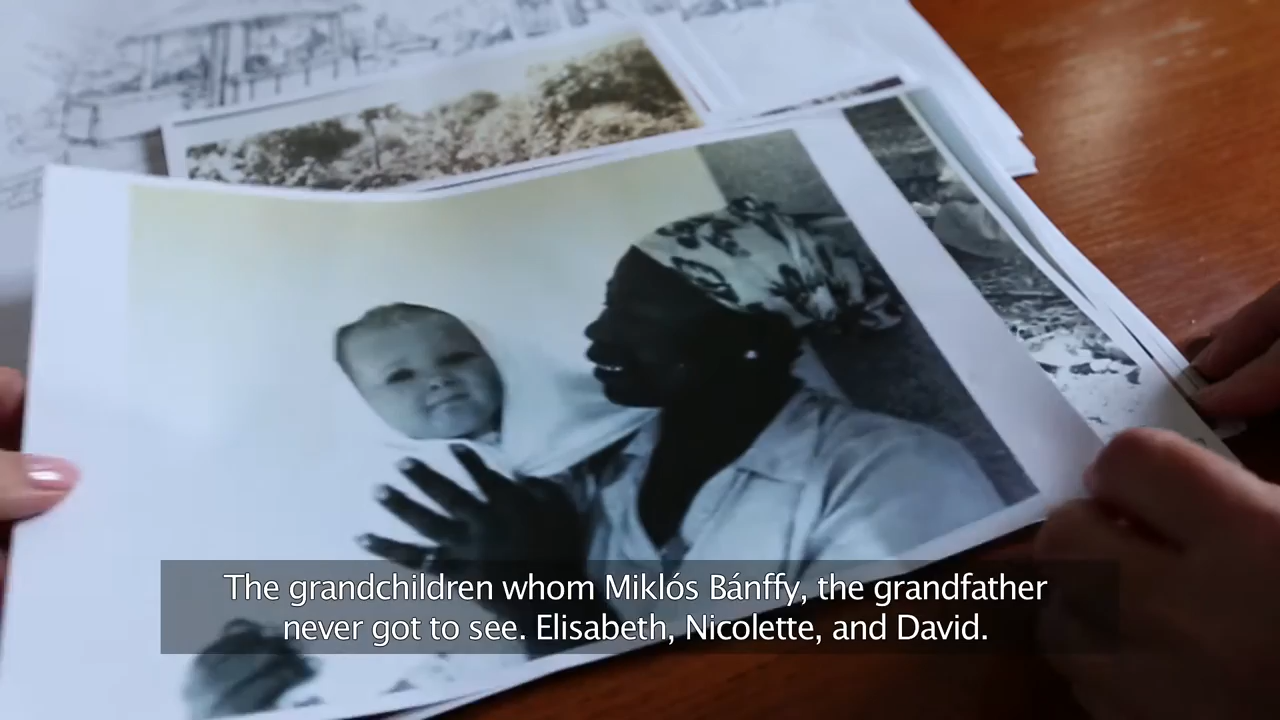 The grandchildren whom Miklós Bánffy, the grandfather
never got to see. Elisabeth, Nicolette, and David.